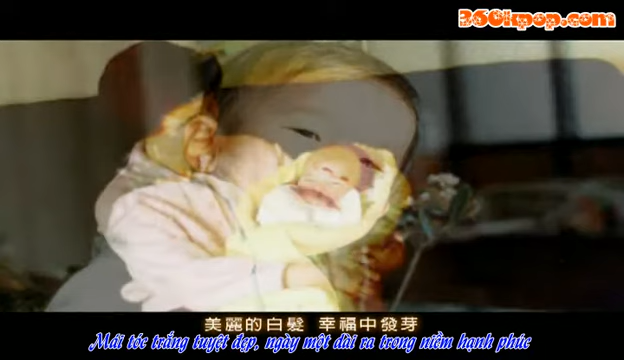 360kpop.com
美麗的白髮 幸福中發芽
Mái tóc trắng tuyệt đẹp, ngày một dài ra trong niềm hạnh phúc